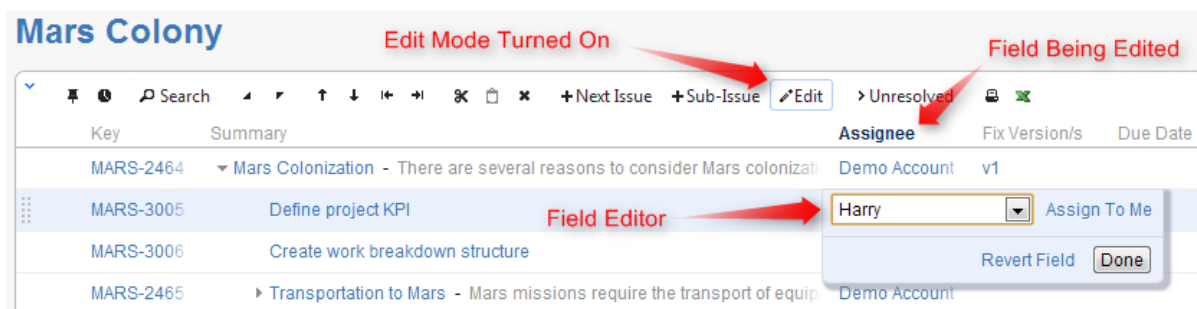 Mars Colony
Edit Mode Turned On
Field Being Edited
Search +Next Issue +Sub-Issue Edit Unresolved
Key Summary Assignee Fix Version/s Due Date
MARS-2464 Mars Colonization - There are several reasons to consider Mars colonizati Demo Account v1
MARS-3005 Define project KPI Field Editor Harry Assign To Me
MARS-3006 Create work breakdown structure Revert Field Done
MARS-2465 Transportation to Mars - Mars missions require the transport of equip Demo Account